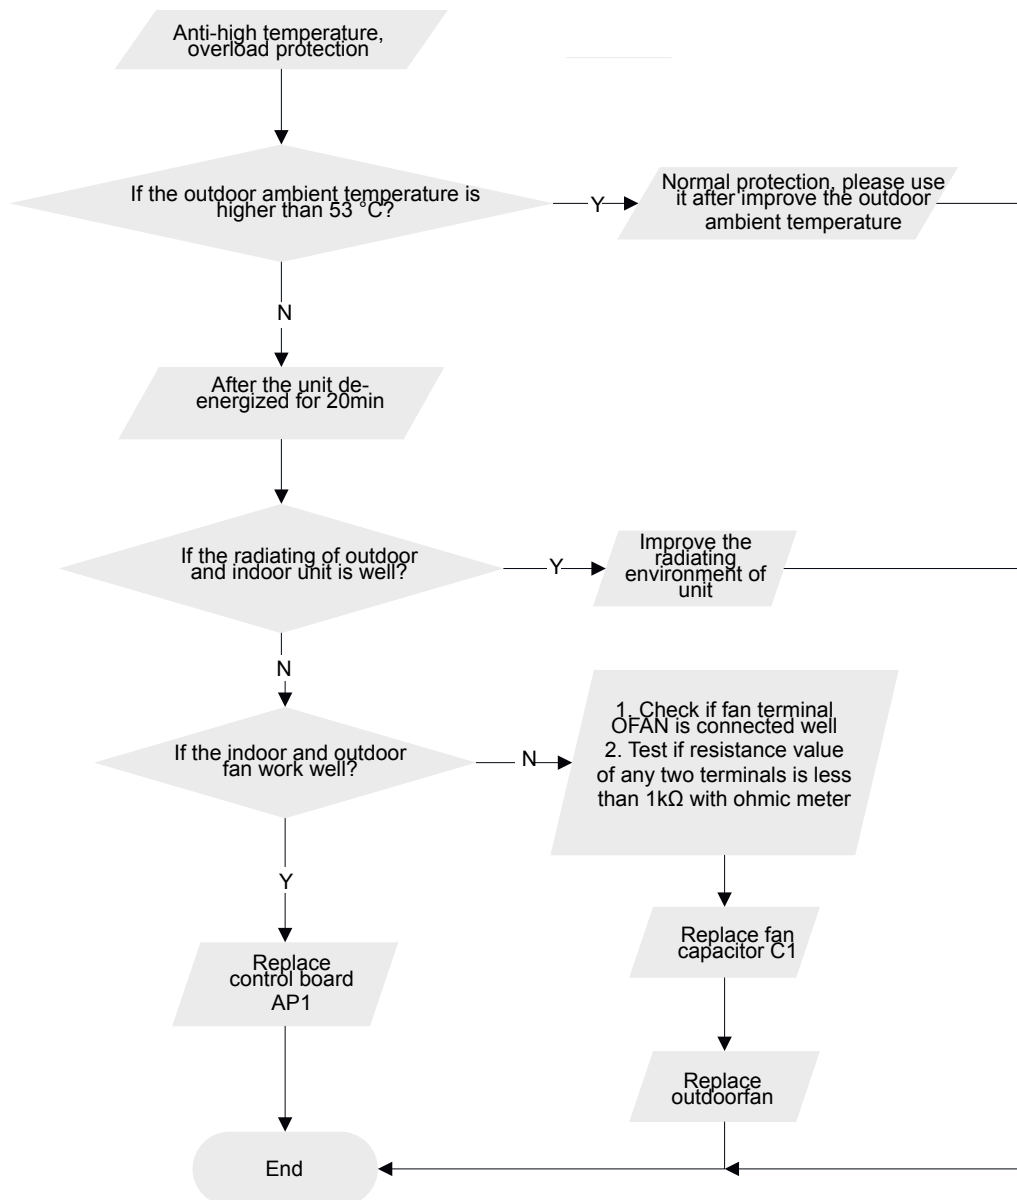 Anti-high temperature,
overload protection
If the outdoor ambient temperature is
higher than 53 °C?
Y
Normal protection, please use
it after improve the outdoor
ambient temperature
N
After the unit de-
energized for 20min
If the radiating of outdoor
and indoor unit is well?
Y
Improve the
radiating
environment of
unit
N
If the indoor and outdoor
fan work well?
N
1. Check if fan terminal
OFAN is connected well
2. Test if resistance value
of any two terminals is less
than 1kΩ with ohmic meter
Y
Replace fan
capacitor C1
Replace
control board
AP1
Replace
outdoorfan
End